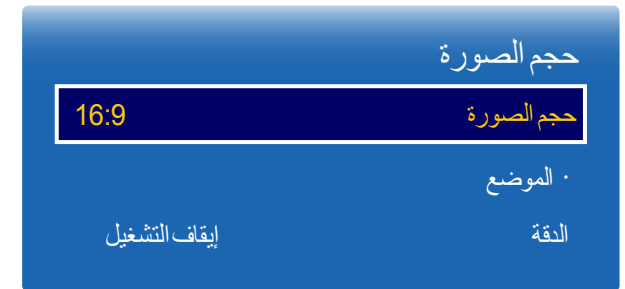 حجم الصورة
حجم الصورة 16:9
· الموضع
الدقة إيقاف التشغيل